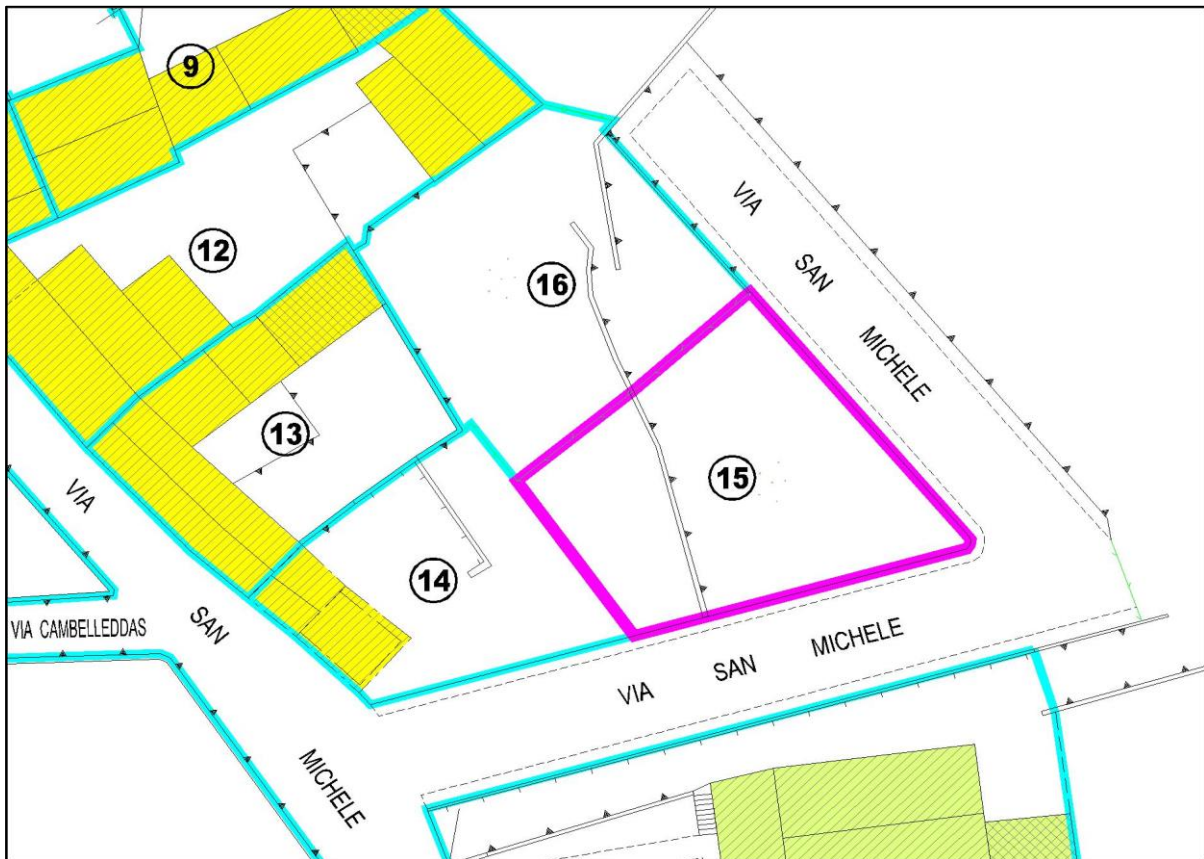 9
VIA
SAN
MICHELE
12
16
13
15
VIA
SAN
MICHELE
14
VIA CAMBELLEDDAS
VIA SAN MICHELE